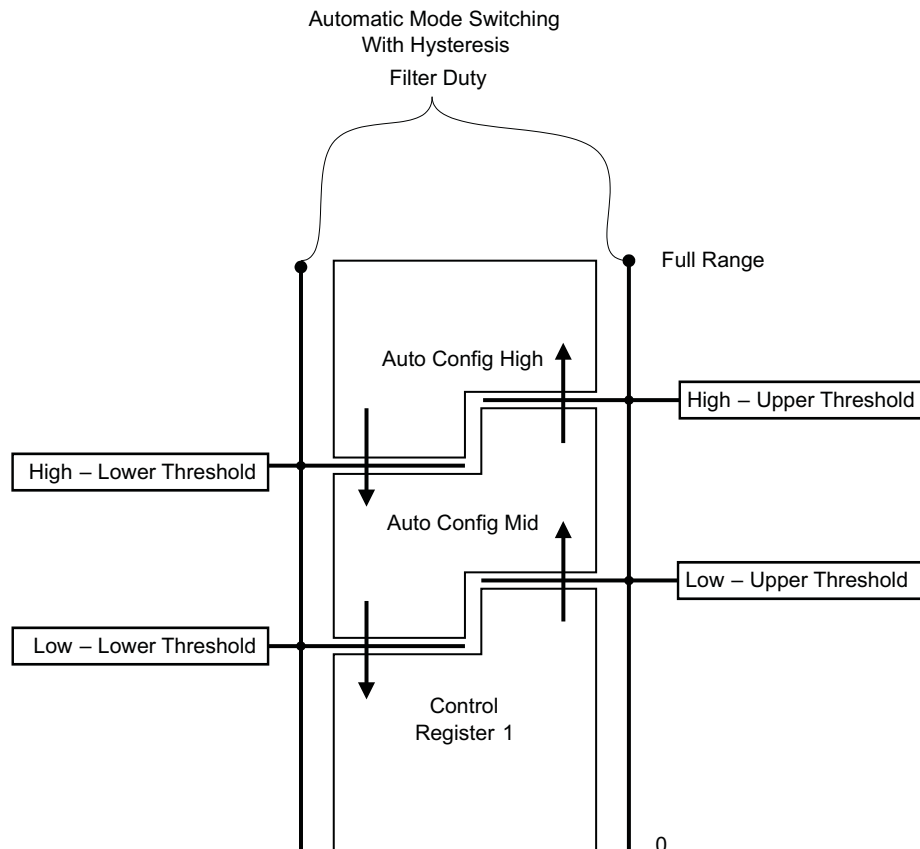 Automatic Mode Switching
With Hysteresis
Filter Duty
Full Range
Auto Config High
High – Upper Threshold
High – Lower Threshold
Auto Config Mid
Low – Upper Threshold
Low – Lower Threshold
Control
Register 1
0